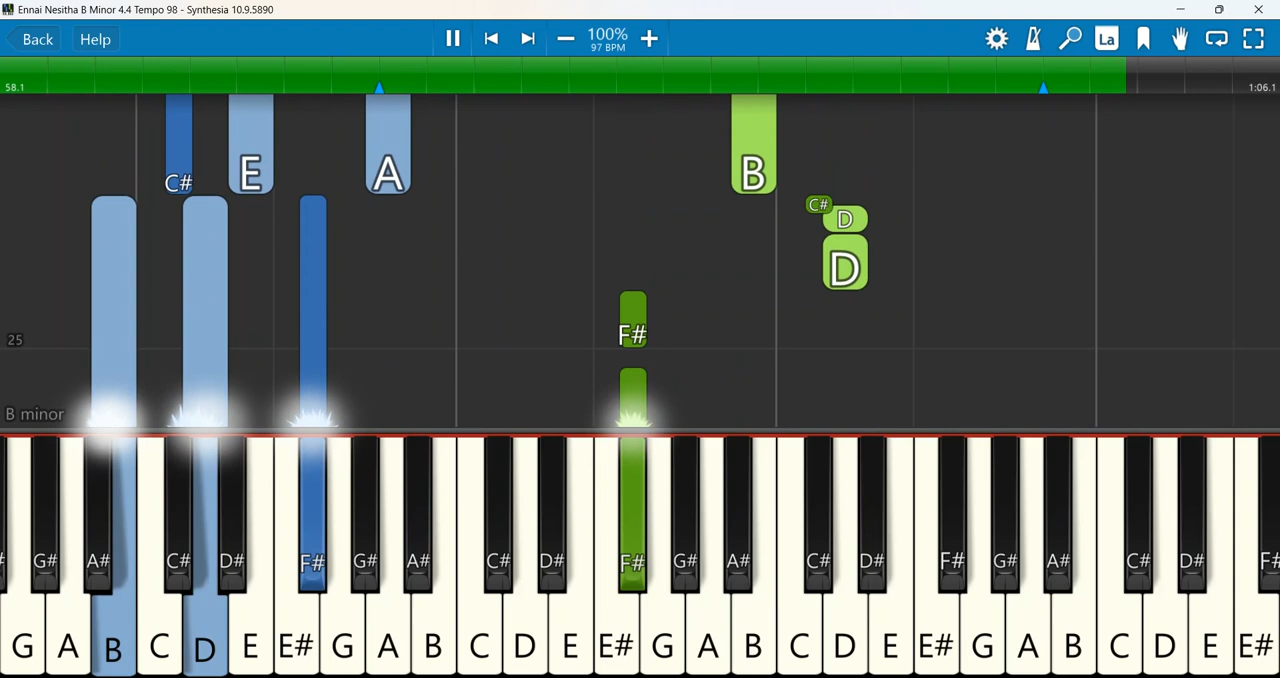 Ennai Nesitha B Minor 4.4 Tempo 98 - Synthesia 10.9.5890
Back Help 100% La
97 BPM
58.1 1:06.1
C# E A B
C# D
D
F#
25
B minor
G# A# C# D# F# G# A# C# D# F# G# A# C# D# F# G# A# C# D# F#
G A B C D E E# G A B C D E E# G A B C D E E# G A B C D E E#